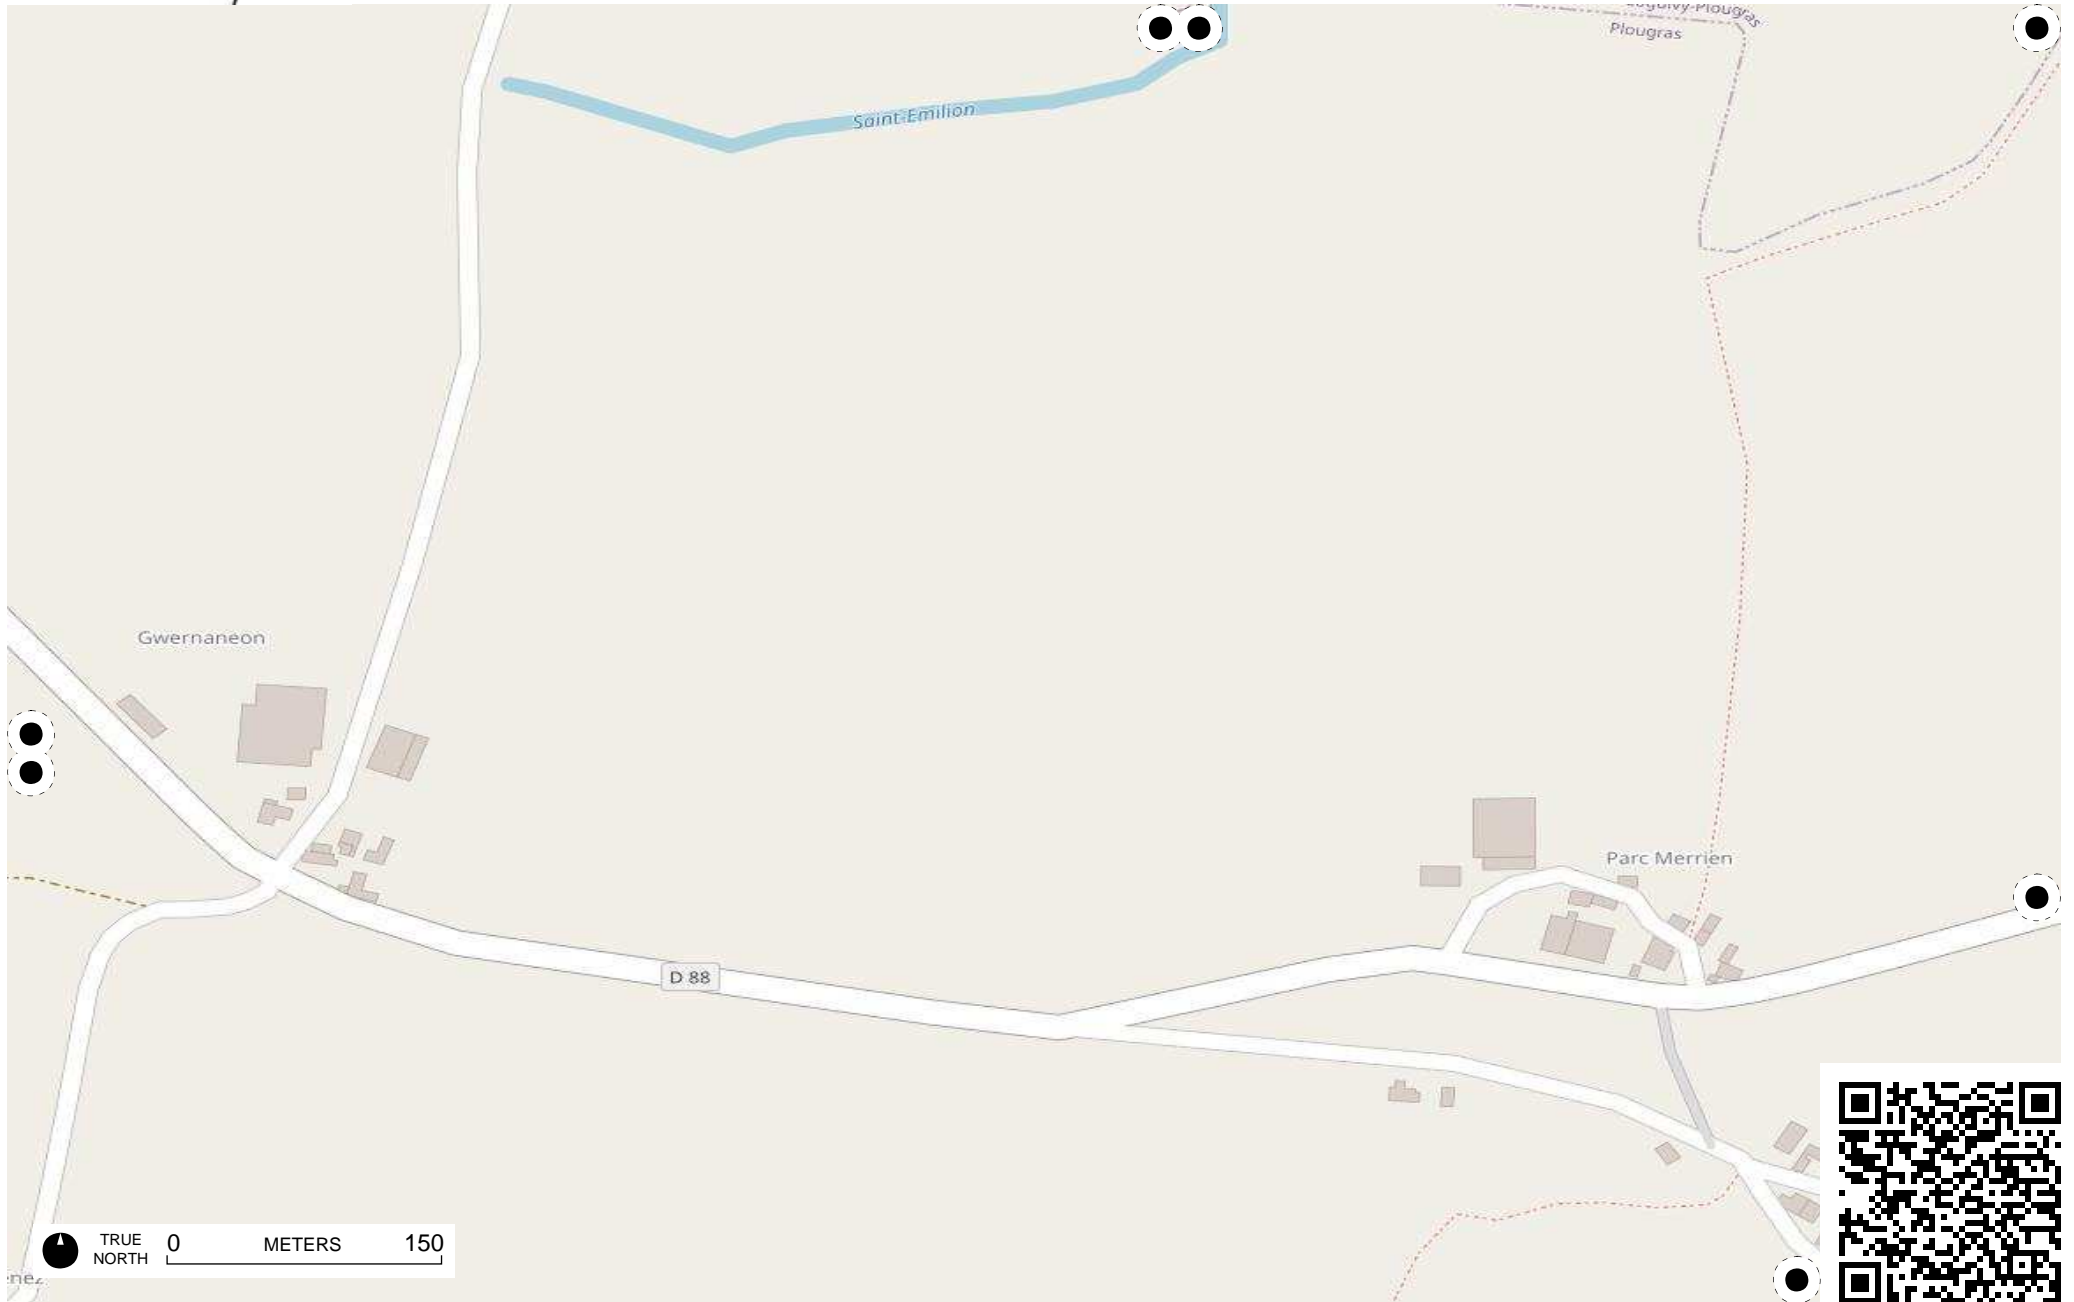 Plougras
Saint-Emilion
Gwernaneon
Parc Merrien
D 88
TRUE
NORTH
0 METERS 150